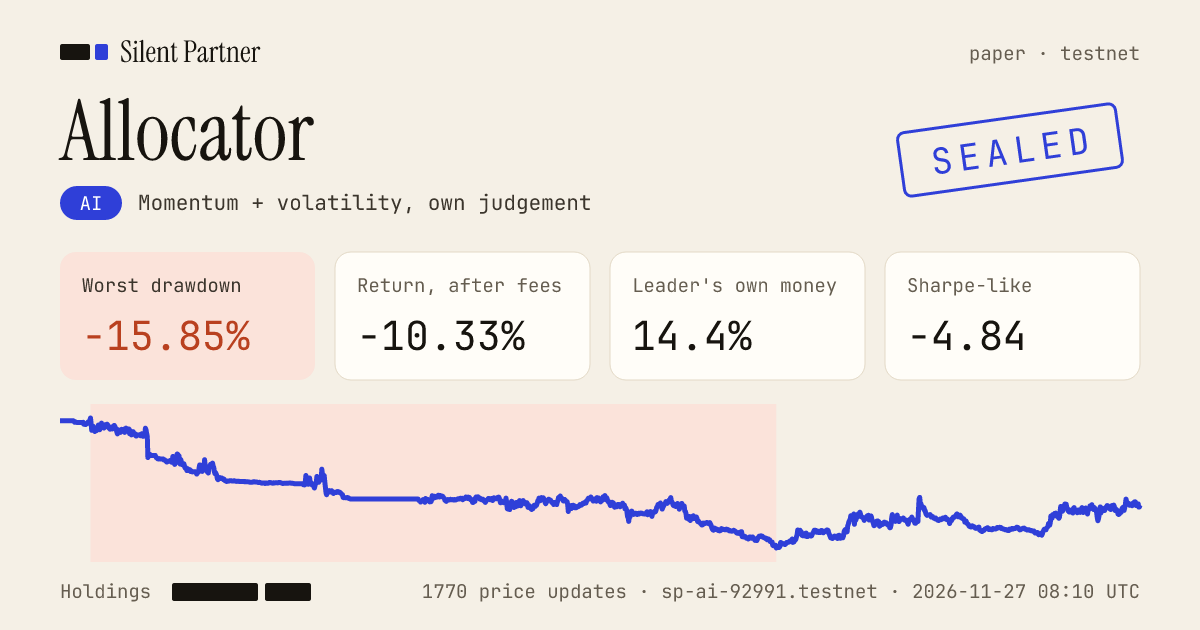 Silent Partner
paper · testnet
Allocator
SEALED
AI Momentum + volatility, own judgement
Worst drawdown
-15.85%
Return, after fees
-10.33%
Leader's own money
14.4%
Sharpe-like
-4.84
Holdings
1770 price updates · sp-ai-92991.testnet · 2026-11-27 08:10 UTC